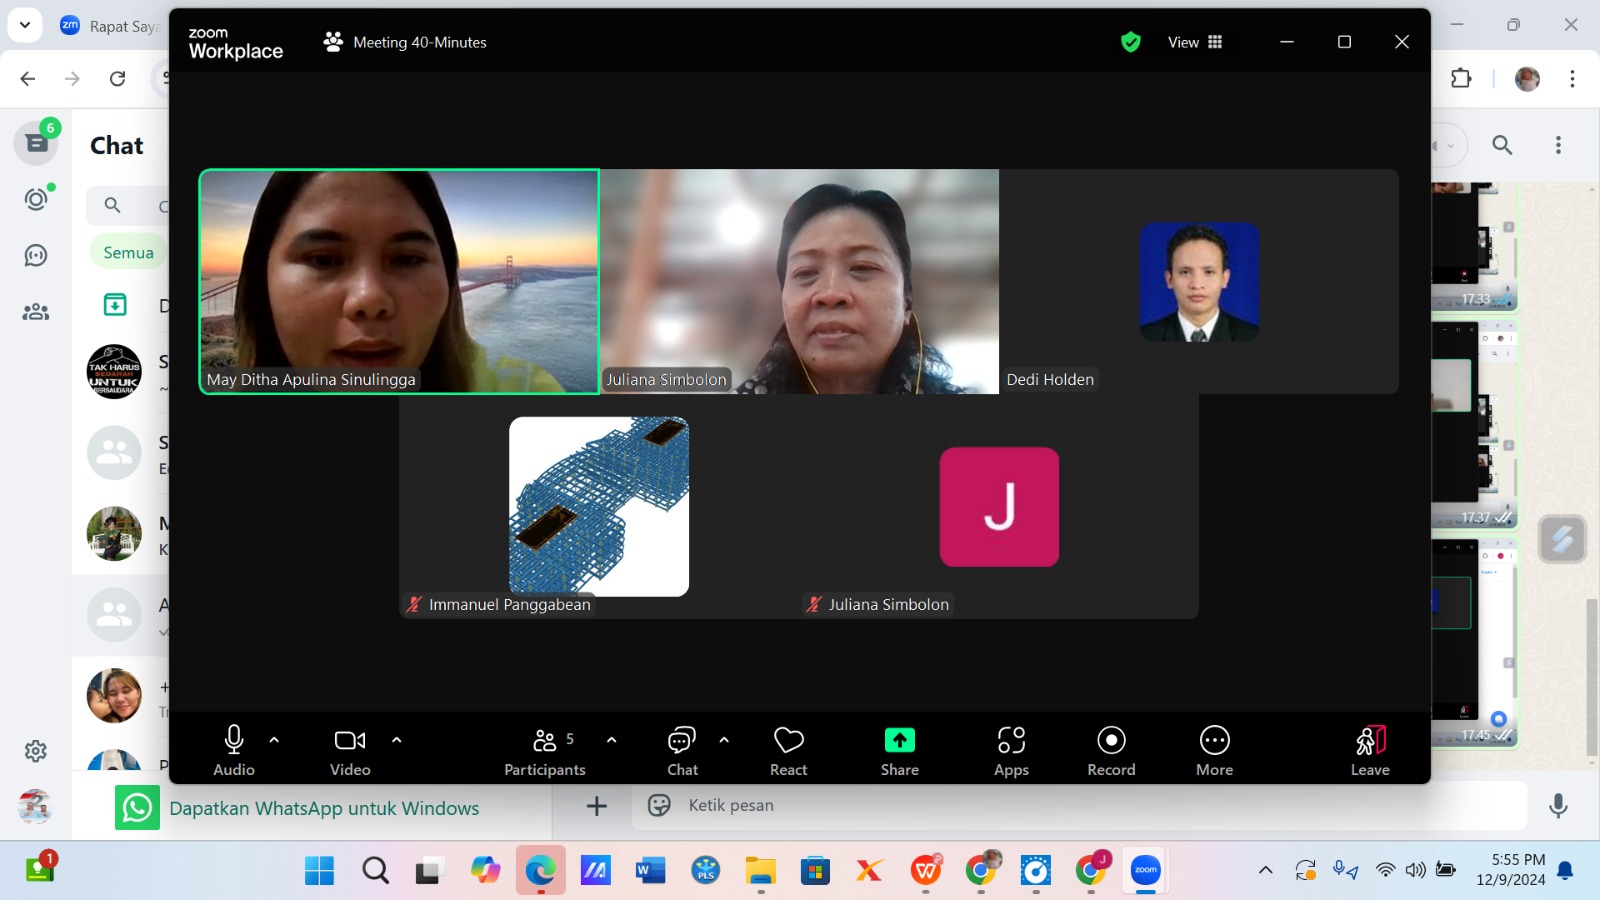 zm Rapat Saya
zoom
Workplace
Meeting 40-Minutes
View
6
Chat
Semua
TAK HARUS
SEDARAH
UNTUK
BERSAUDARA
May Ditha Apulina Sinulingga
Juliana Simbolon
Dedi Holden
Immanuel Panggabean
J
Juliana Simbolon
17.33
17.37
17.45
Audio
Video
Participants
5
Chat
React
Share
Apps
Record
More
Leave
Dapatkan WhatsApp untuk Windows
Ketik pesan
1
W
PLS
W
J
zoom
5:55 PM
12/9/2024